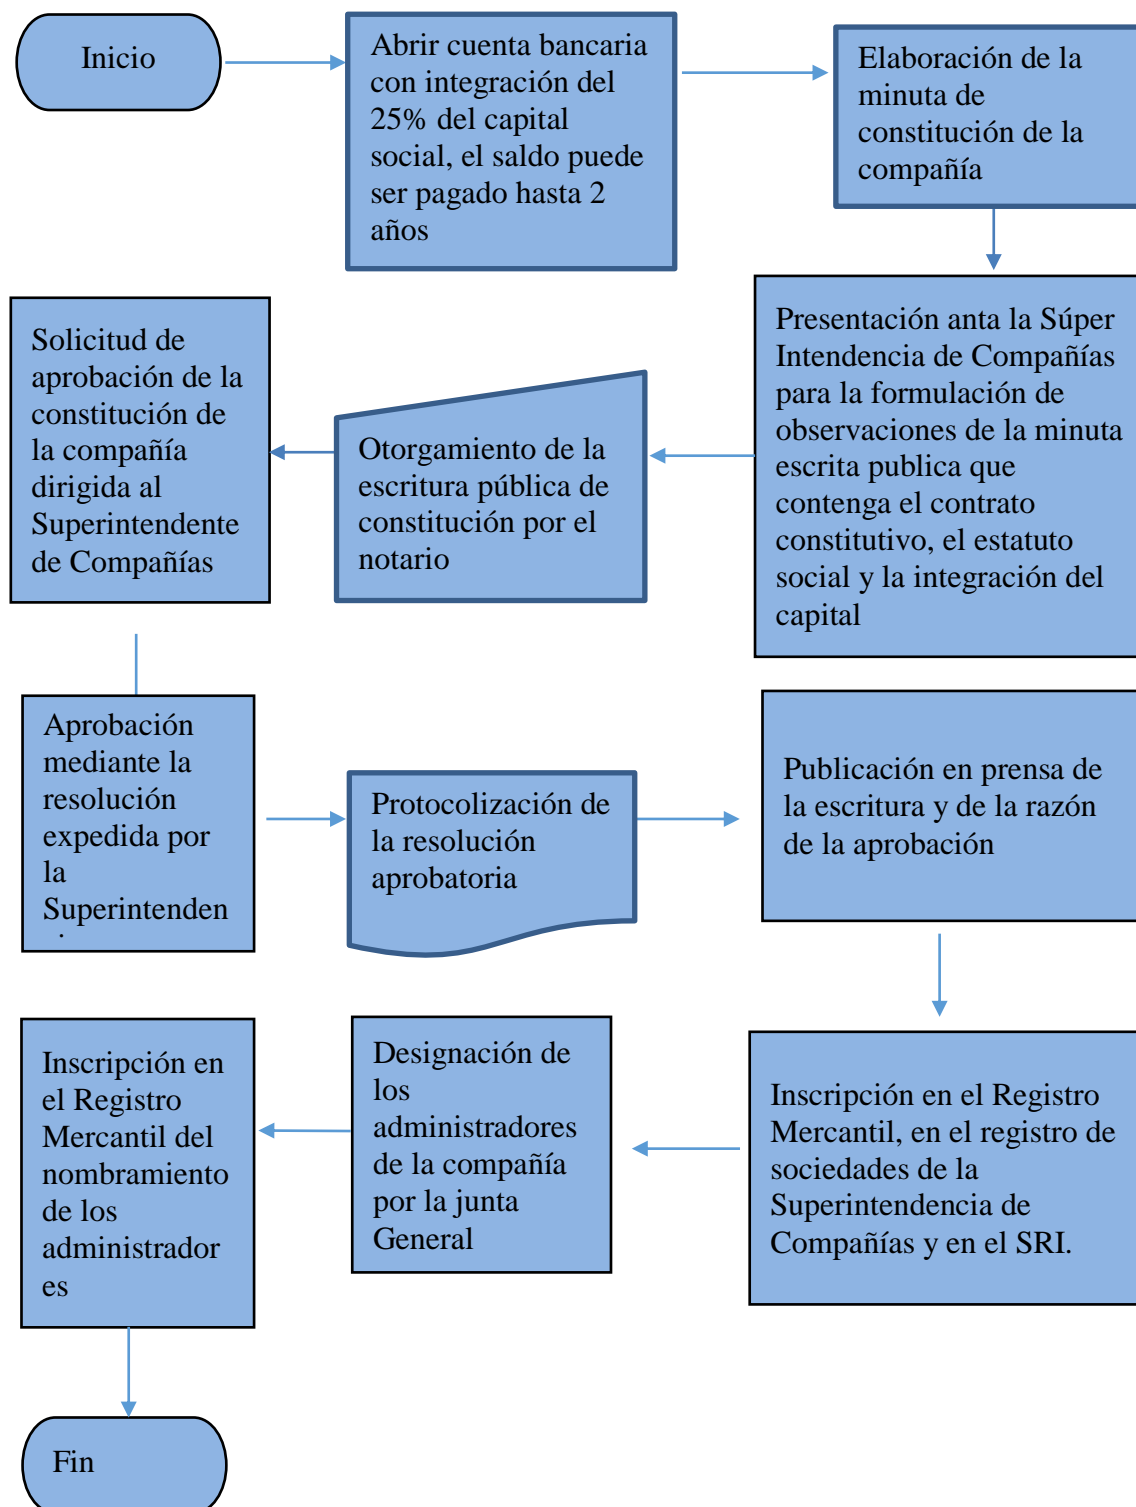 Inicio
Abrir cuenta bancaria
con integración del
25% del capital
social, el saldo puede
ser pagado hasta 2
años
Elaboración de la
minuta de
constitución de la
compañía
Presentación anta la Súper
Intendencia de Compañías
para la formulación de
observaciones de la minuta
escrita publica que
contenga el contrato
constitutivo, el estatuto
social y la integración del
capital
Otorgamiento de la
escritura pública de
constitución por el
notario
Solicitud de
aprobación de la
constitución de
la compañía
dirigida al
Superintendente
de Compañías
Aprobación
mediante la
resolución
expedida por
la
Superintenden
Protocolización de
la resolución
aprobatoria
Publicación en prensa de
la escritura y de la razón
de la aprobación
Inscripción en el Registro
Mercantil, en el registro de
sociedades de la
Superintendencia de
Compañías y en el SRI.
Designación de
los
administradores
de la compañía
por la junta
General
Inscripción en
el Registro
Mercantil del
nombramiento
de los
administrador
es
Fin